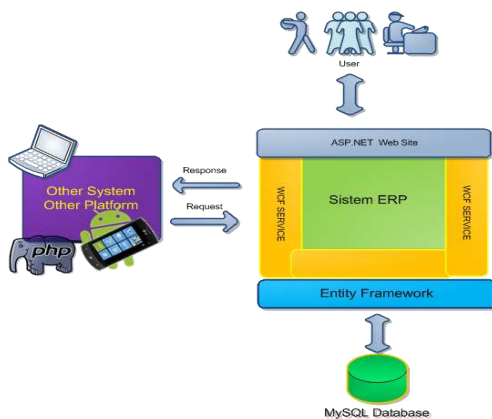 User
ASP.NET Web Site
Response
Other System
Other Platform
Request
WCF SERVICE
Sistem ERP
WCF SERVICE
php
Entity Framework
MySQL Database